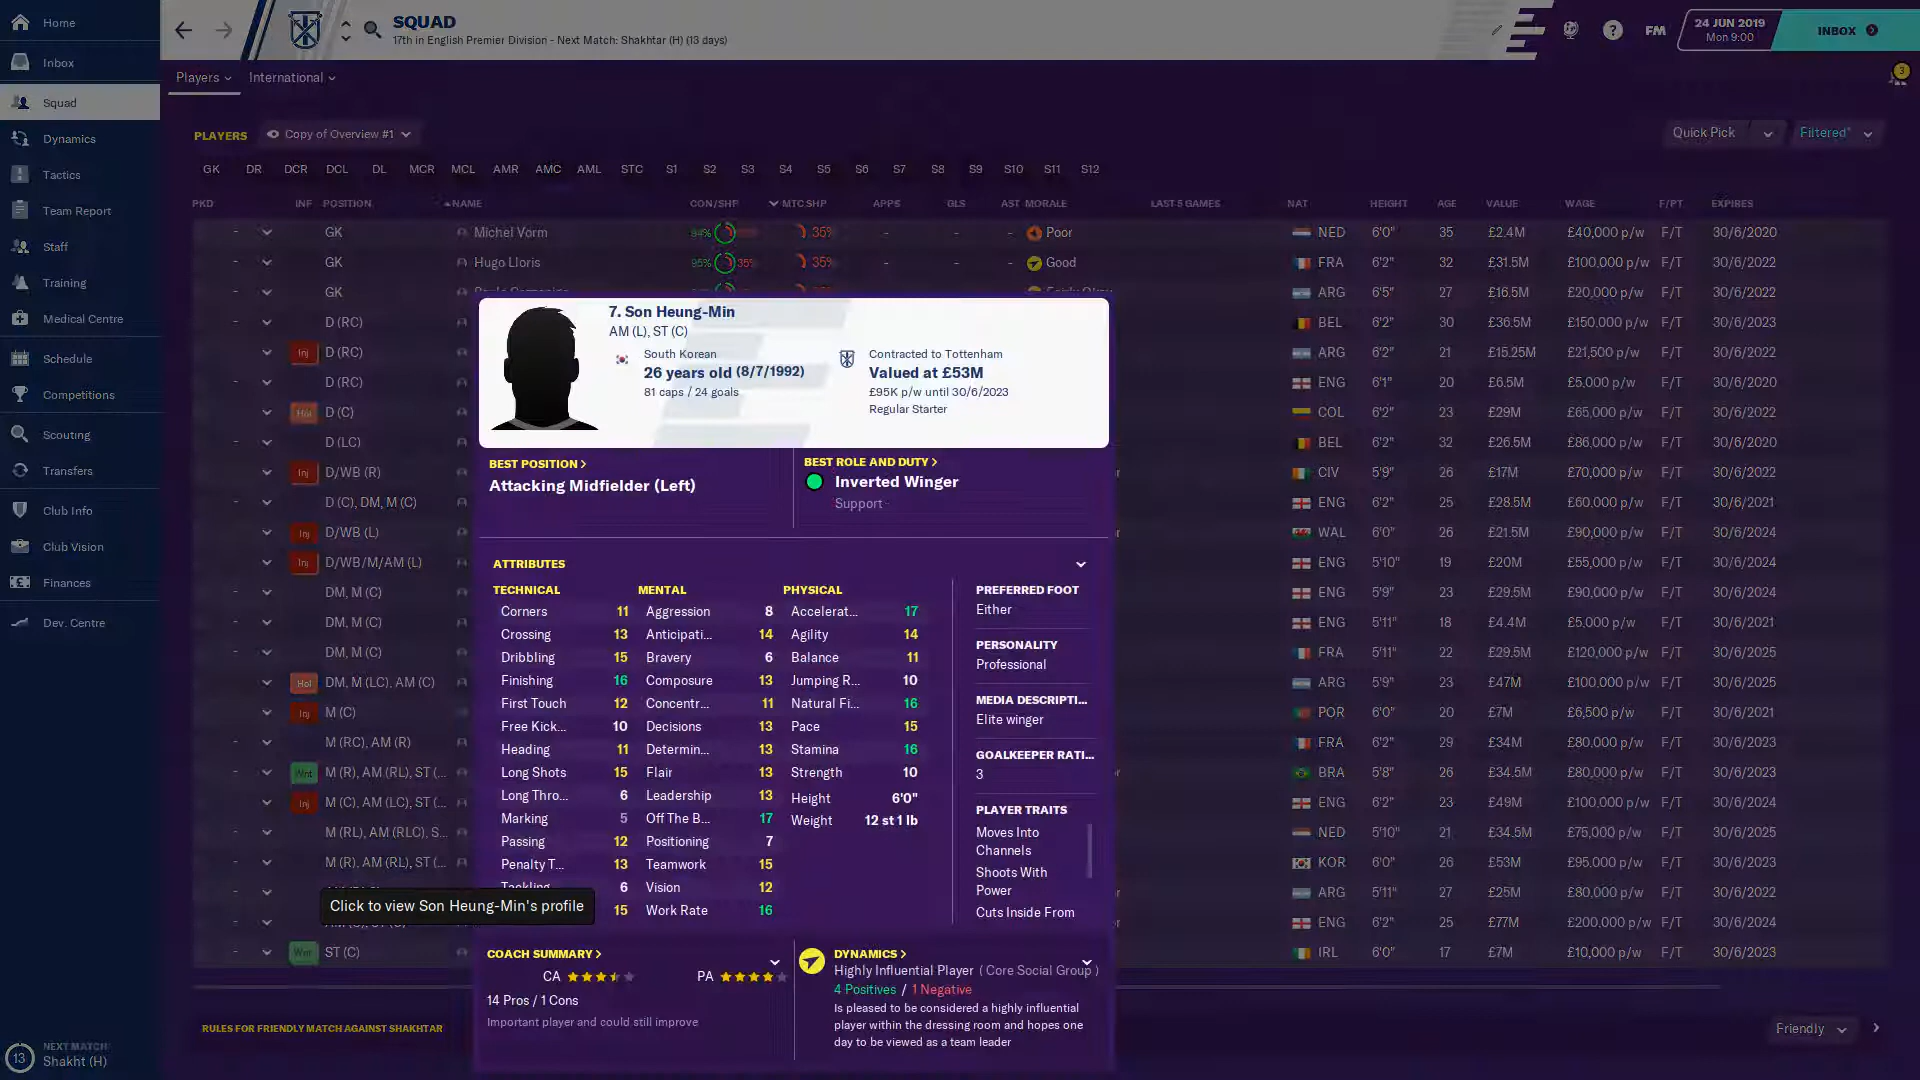 Home
Inbox
Squad
Dynamics
Tactics
Team Report
Staff
Training
Medical Centre
Schedule
Competitions
Scouting
Transfers
Club Info
Club Vision
Finances
Dev. Centre
13 NEXT MATCH
Shakht (H)
SQUAD
17th in English Premier Division - Next Match: Shakhtar (H) (13 days)
FM
24 JUN 2019
Mon 9:00
INBOX
3
Players International
PLAYERS Copy of Overview #1 Quick Pick Filtered*
GK DR DCR DCL DL MCR MCL AMR AMC AML STC S1 S2 S3 S4 S5 S6 S7 S8 S9 S10 S11 S12
PKD INF POSITION NAME CON/SHP MTC SHP APPS GLS AST MORALE LAST 5 GAMES NAT HEIGHT AGE VALUE WAGE F/PT EXPIRES
- GK Michel Vorm 94% 35% - - - Poor NED 6'0" 35 £2.4M £40,000 p/w F/T 30/6/2020
- GK Hugo Lloris 95% 35% 35% - - - Good FRA 6'2" 32 £31.5M £100,000 p/w F/T 30/6/2022
- GK ARG 6'5" 27 £16.5M £20,000 p/w F/T 30/6/2022
- D (RC) BEL 6'2" 30 £36.5M £150,000 p/w F/T 30/6/2023
- Inj D (RC) ARG 6'2" 21 £15.25M £21,500 p/w F/T 30/6/2022
- D (RC) ENG 6'1" 20 £6.5M £5,000 p/w F/T 30/6/2020
- Hol D (C) COL 6'2" 23 £29M £65,000 p/w F/T 30/6/2022
- D (LC) BEL 6'2" 32 £26.5M £86,000 p/w F/T 30/6/2020
- Inj D/WB (R) CIV 5'9" 26 £17M £70,000 p/w F/T 30/6/2022
- D (C), DM, M (C) ENG 6'2" 25 £28.5M £60,000 p/w F/T 30/6/2021
- Inj D/WB (L) WAL 6'0" 26 £21.5M £90,000 p/w F/T 30/6/2024
- Inj D/WB/M/AM (L) ENG 5'10" 19 £20M £55,000 p/w F/T 30/6/2024
- DM, M (C) ENG 5'9" 23 £29.5M £90,000 p/w F/T 30/6/2024
- DM, M (C) ENG 5'11" 18 £4.4M £5,000 p/w F/T 30/6/2021
- DM, M (C) FRA 5'11" 22 £29.5M £120,000 p/w F/T 30/6/2025
- Hol DM, M (LC), AM (C) ARG 5'9" 23 £47M £100,000 p/w F/T 30/6/2025
- Inj M (C) POR 6'0" 20 £7M £6,500 p/w F/T 30/6/2021
- M (RC), AM (R) FRA 6'2" 29 £34M £80,000 p/w F/T 30/6/2023
- Wnt M (R), AM (RL), ST (... BRA 5'8" 26 £34.5M £80,000 p/w F/T 30/6/2023
- Inj M (C), AM (LC), ST (... ENG 6'2" 23 £49M £100,000 p/w F/T 30/6/2024
- M (RL), AM (RLC), S... NED 5'10" 21 £34.5M £75,000 p/w F/T 30/6/2025
- M (R), AM (RL), ST (... KOR 6'0" 26 £53M £95,000 p/w F/T 30/6/2023
- ARG 5'11" 27 £25M £80,000 p/w F/T 30/6/2022
- ENG 6'2" 25 £77M £200,000 p/w F/T 30/6/2024
- Wnt ST (C) IRL 6'0" 17 £7M £10,000 p/w F/T 30/6/2023
7. Son Heung-Min
AM (L), ST (C)
South Korean
26 years old (8/7/1992)
81 caps / 24 goals
Contracted to Tottenham
Valued at £53M
£95K p/w until 30/6/2023
Regular Starter
BEST POSITION >
Attacking Midfielder (Left)
BEST ROLE AND DUTY >
Inverted Winger
Support -
ATTRIBUTES
TECHNICAL
Corners 11
Crossing 13
Dribbling 15
Finishing 16
First Touch 12
Free Kick... 10
Heading 11
Long Shots 15
Long Thro... 6
Marking 5
Passing 12
Penalty T... 13
Tackling 6
15
MENTAL
Aggression 8
Anticipati... 14
Bravery 6
Composure 13
Concentr... 11
Decisions 13
Determin... 13
Flair 13
Leadership 13
Off The B... 17
Positioning 7
Teamwork 15
Vision 12
Work Rate 16
PHYSICAL
Accelerat... 17
Agility 14
Balance 11
Jumping R... 10
Natural Fi... 16
Pace 15
Stamina 16
Strength 10
Height 6'0"
Weight 12 st 1 lb
PREFERRED FOOT
Either
PERSONALITY
Professional
MEDIA DESCRIPTI...
Elite winger
GOALKEEPER RATI...
3
PLAYER TRAITS
Moves Into
Channels
Shoots With
Power
Cuts Inside From
Click to view Son Heung-Min's profile
COACH SUMMARY >
CA PA
14 Pros / 1 Cons
Important player and could still improve
DYNAMICS >
Highly Influential Player ( Core Social Group )
4 Positives / 1 Negative
Is pleased to be considered a highly influential
player within the dressing room and hopes one
day to be viewed as a team leader
RULES FOR FRIENDLY MATCH AGAINST SHAKHTAR
Friendly